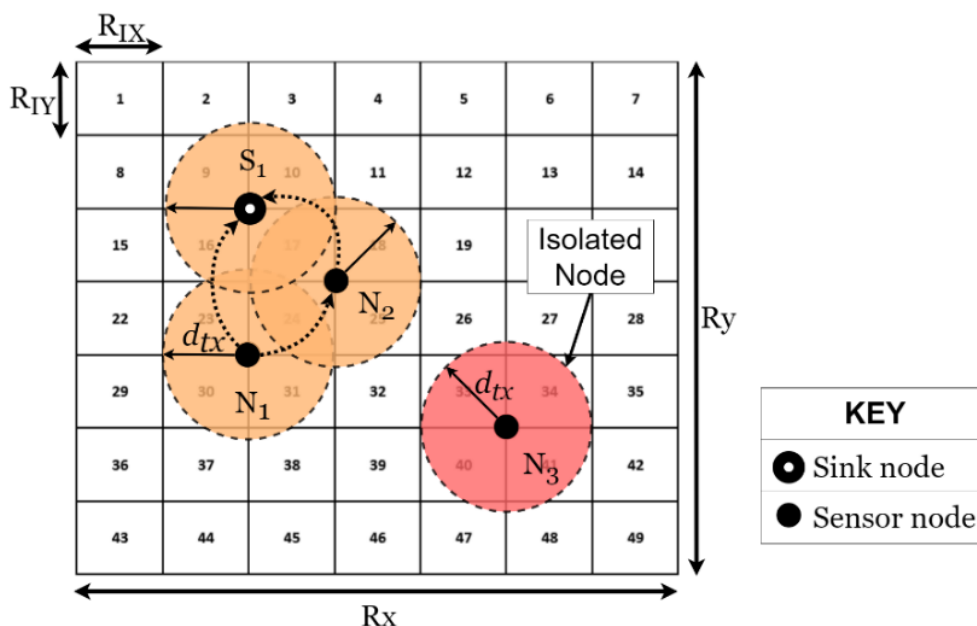 R_IX
R_IY
1 2 3 4 5 6 7
S_1
8 9 10 11 12 13 14
15 16 17 18 19
Isolated
Node
22 23 24 25 26 27 28
N_2
Ry
d_tx
29 30 31 32 33 34 35
d_tx
N_1
36 37 38 39 40 41 42
N_3
43 44 45 46 47 48 49
Rx
KEY
Sink node
Sensor node